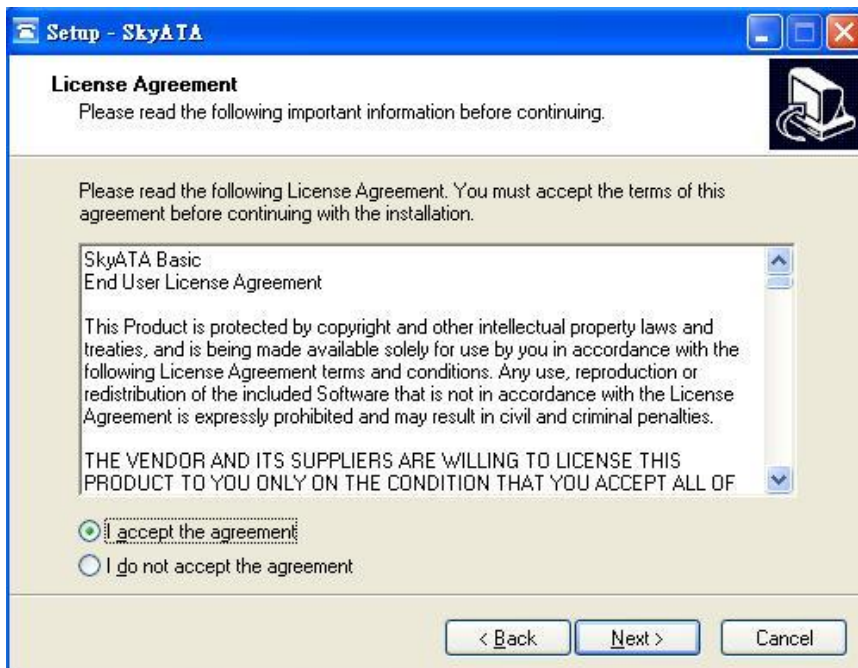 Setup - SkyATA
License Agreement
Please read the following important information before continuing.
Please read the following License Agreement. You must accept the terms of this
agreement before continuing with the installation.
SkyATA Basic
End User License Agreement
This Product is protected by copyright and other intellectual property laws and
treaties, and is being made available solely for use by you in accordance with the
following License Agreement terms and conditions. Any use, reproduction or
redistribution of the included Software that is not in accordance with the License
Agreement is expressly prohibited and may result in civil and criminal penalties.
THE VENDOR AND ITS SUPPLIERS ARE WILLING TO LICENSE THIS
PRODUCT TO YOU ONLY ON THE CONDITION THAT YOU ACCEPT ALL OF
I accept the agreement
I do not accept the agreement
< Back
Next >
Cancel